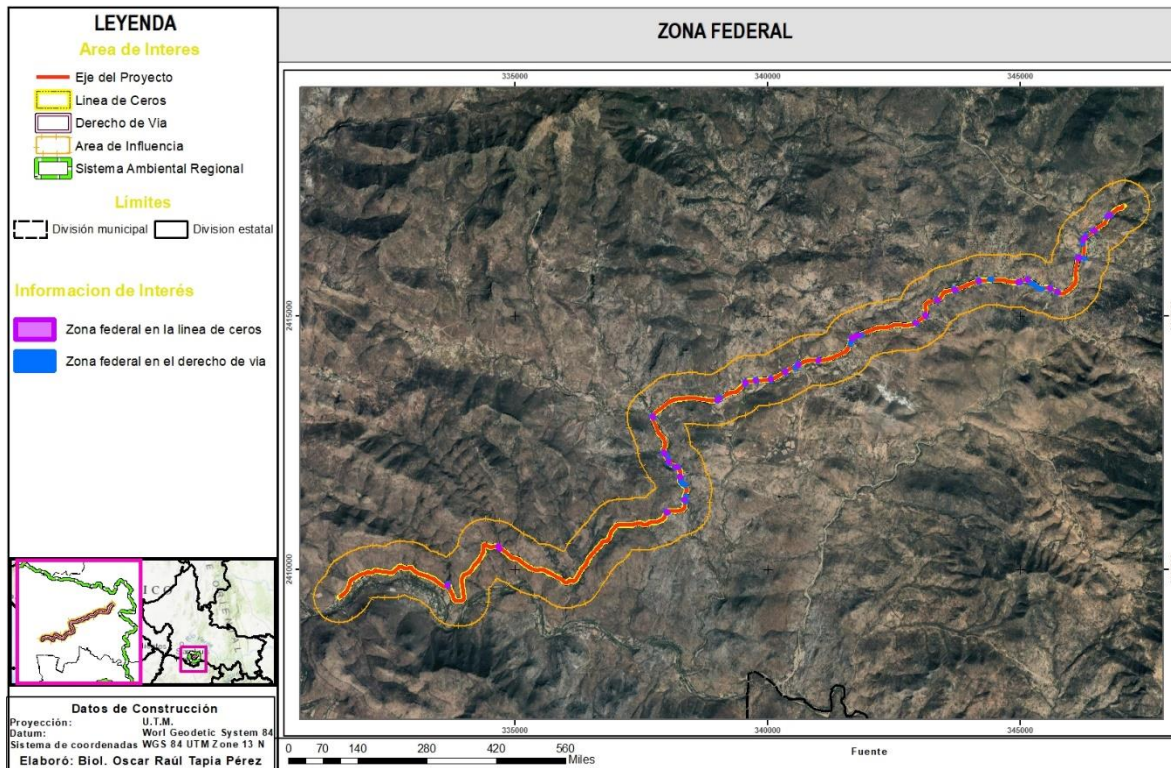 LEYENDA
Area de Interes
Eje del Proyecto
Linea de Ceros
Derecho de Via
Area de Influencia
Sistema Ambiental Regional
Limites
División municipal Division estatal
Informacion de Interés
Zona federal en la linea de ceros
Zona federal en el derecho de via
Datos de Construcción
Proyección: U.T.M.
Datum: Worl Geodetic System 84
Sistema de coordenadas WGS 84 UTM Zone 13 N
Elaboró: Biol. Oscar Raúl Tapia Pérez
ZONA FEDERAL
335000 340000 345000
2415000
2410000
335000 340000 345000
0 70 140 280 420 560
Miles
Fuente